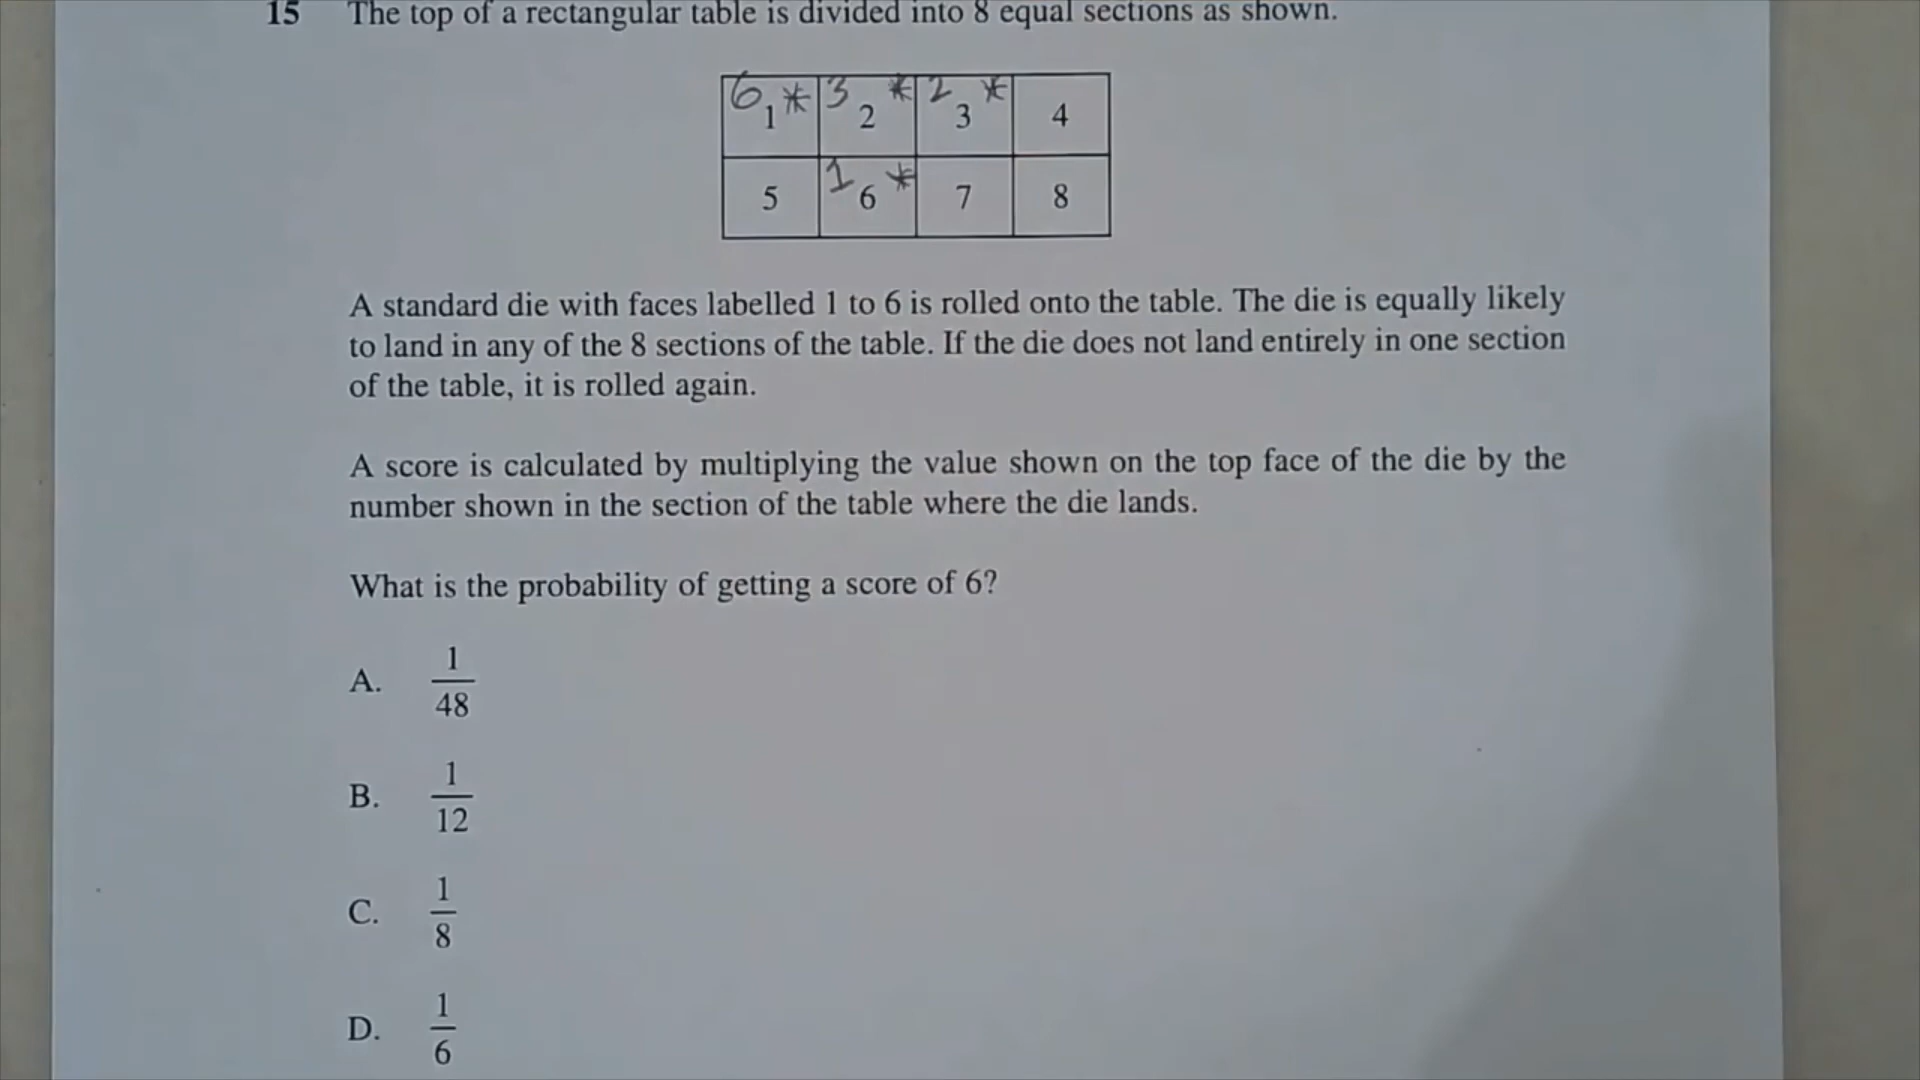 15 The top of a rectangular table is divided into 8 equal sections as shown.
6 1 * 3 2 * 2 3 * 4
5 1 6 * 7 8
A standard die with faces labelled 1 to 6 is rolled onto the table. The die is equally likely
to land in any of the 8 sections of the table. If the die does not land entirely in one section
of the table, it is rolled again.
A score is calculated by multiplying the value shown on the top face of the die by the
number shown in the section of the table where the die lands.
What is the probability of getting a score of 6?
A. 1/48
B. 1/12
C. 1/8
D. 1/6